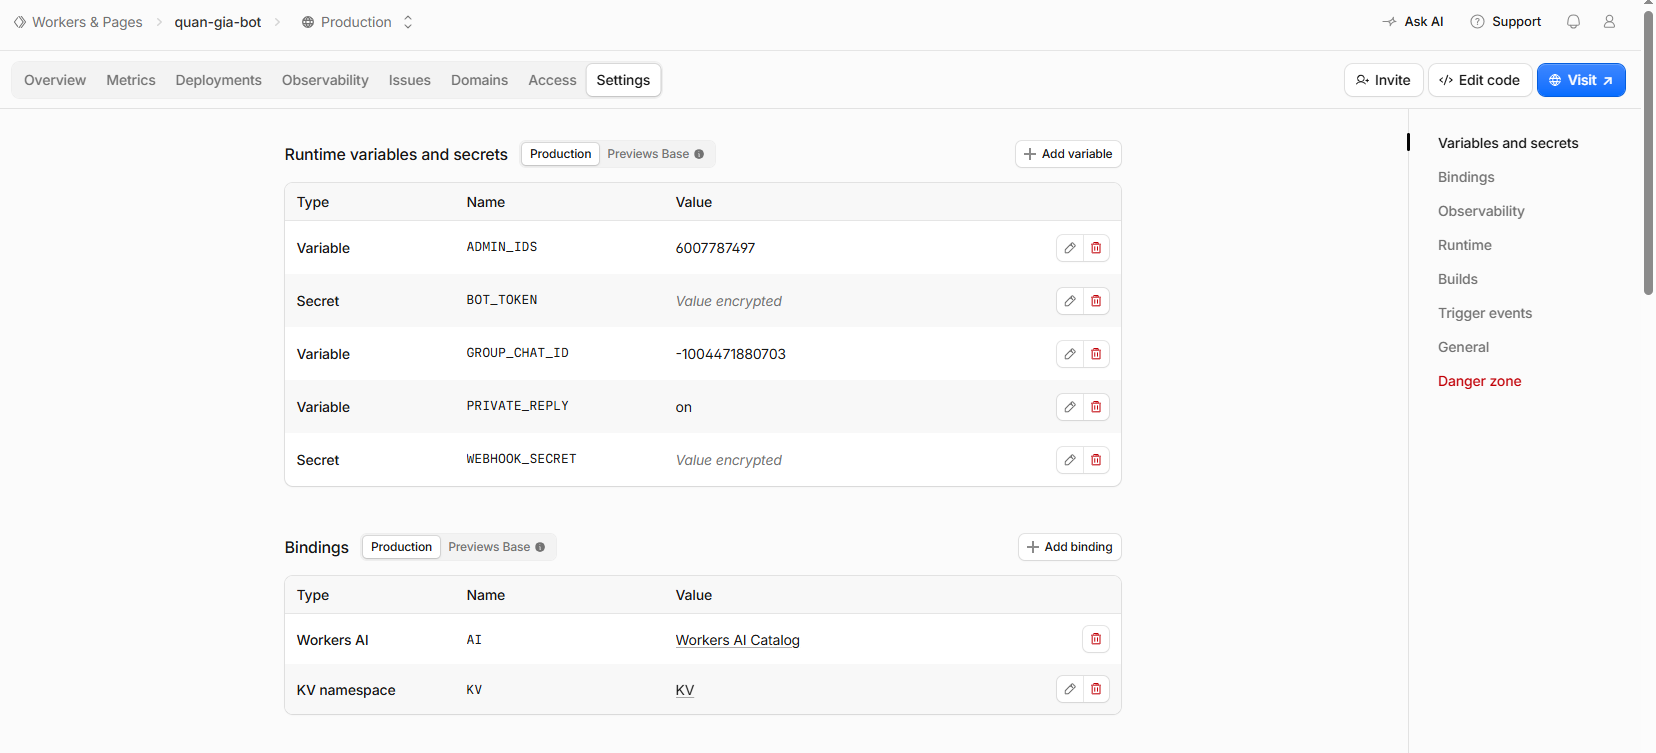 Workers & Pages > quan-gia-bot > Production
Ask AI Support
Overview Metrics Deployments Observability Issues Domains Access Settings
Invite Edit code Visit
Runtime variables and secrets Production Previews Base Add variable
Type Name Value
Variable ADMIN_IDS 6007787497
Secret BOT_TOKEN Value encrypted
Variable GROUP_CHAT_ID -1004471880703
Variable PRIVATE_REPLY on
Secret WEBHOOK_SECRET Value encrypted
Bindings Production Previews Base Add binding
Type Name Value
Workers AI AI Workers AI Catalog
KV namespace KV KV
Variables and secrets
Bindings
Observability
Runtime
Builds
Trigger events
General
Danger zone